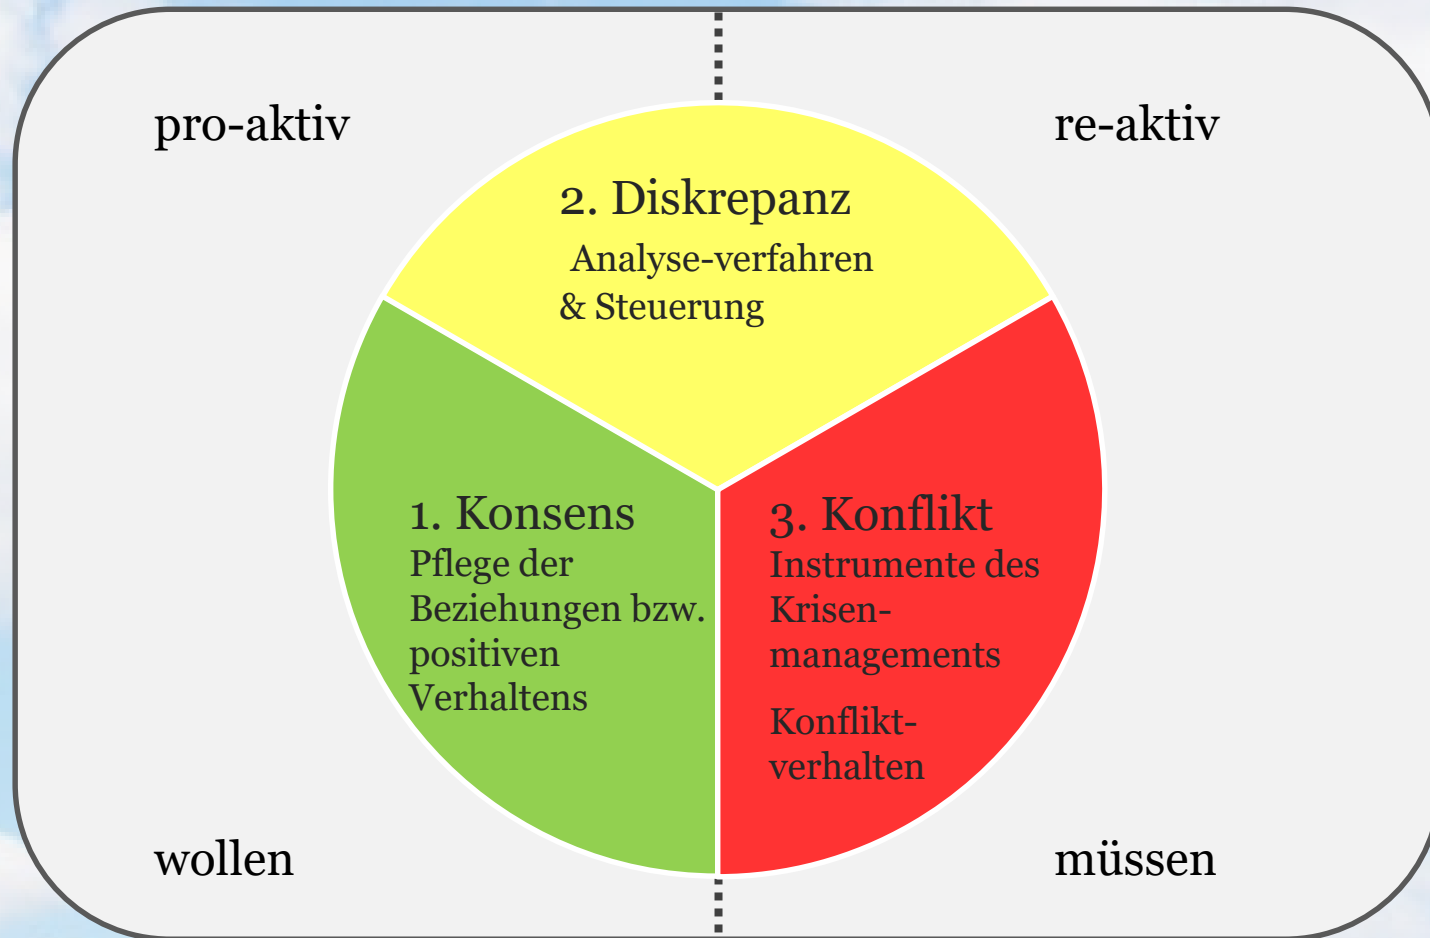 pro-aktiv
re-aktiv
2. Diskrepanz
Analyse-verfahren
& Steuerung
1. Konsens
Pflege der
Beziehungen bzw.
positiven
Verhaltens
3. Konflikt
Instrumente des
Krisen-
managements
Konflikt-
verhalten
wollen
müssen